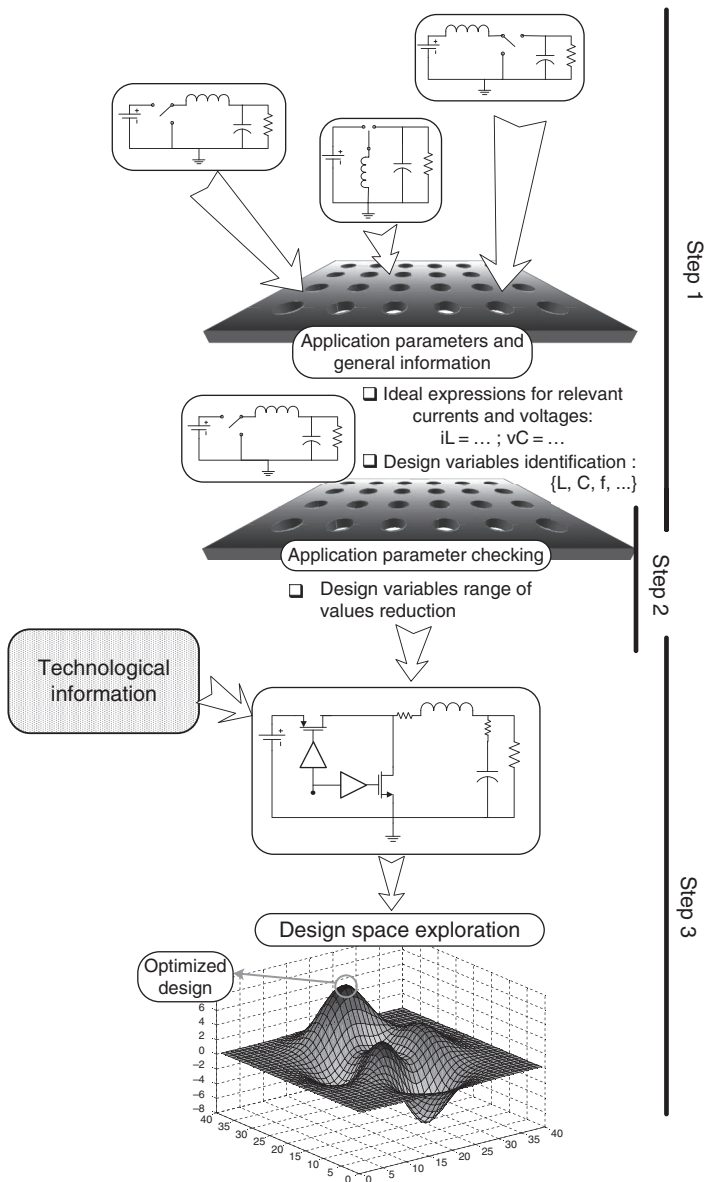 Step 1
Application parameters and
general information
❑ Ideal expressions for relevant
currents and voltages:
iL = … ; vC = …
❑ Design variables identification :
{L, C, f, ...}
Application parameter checking
Step 2
❑ Design variables range of
values reduction
Technological
information
Step 3
Design space exploration
Optimized
design
6
4
2
0
−2
−4
−6
−8
40
35
30
25
20
15
10
5
0
0
5
10
15
20
25
30
35
40